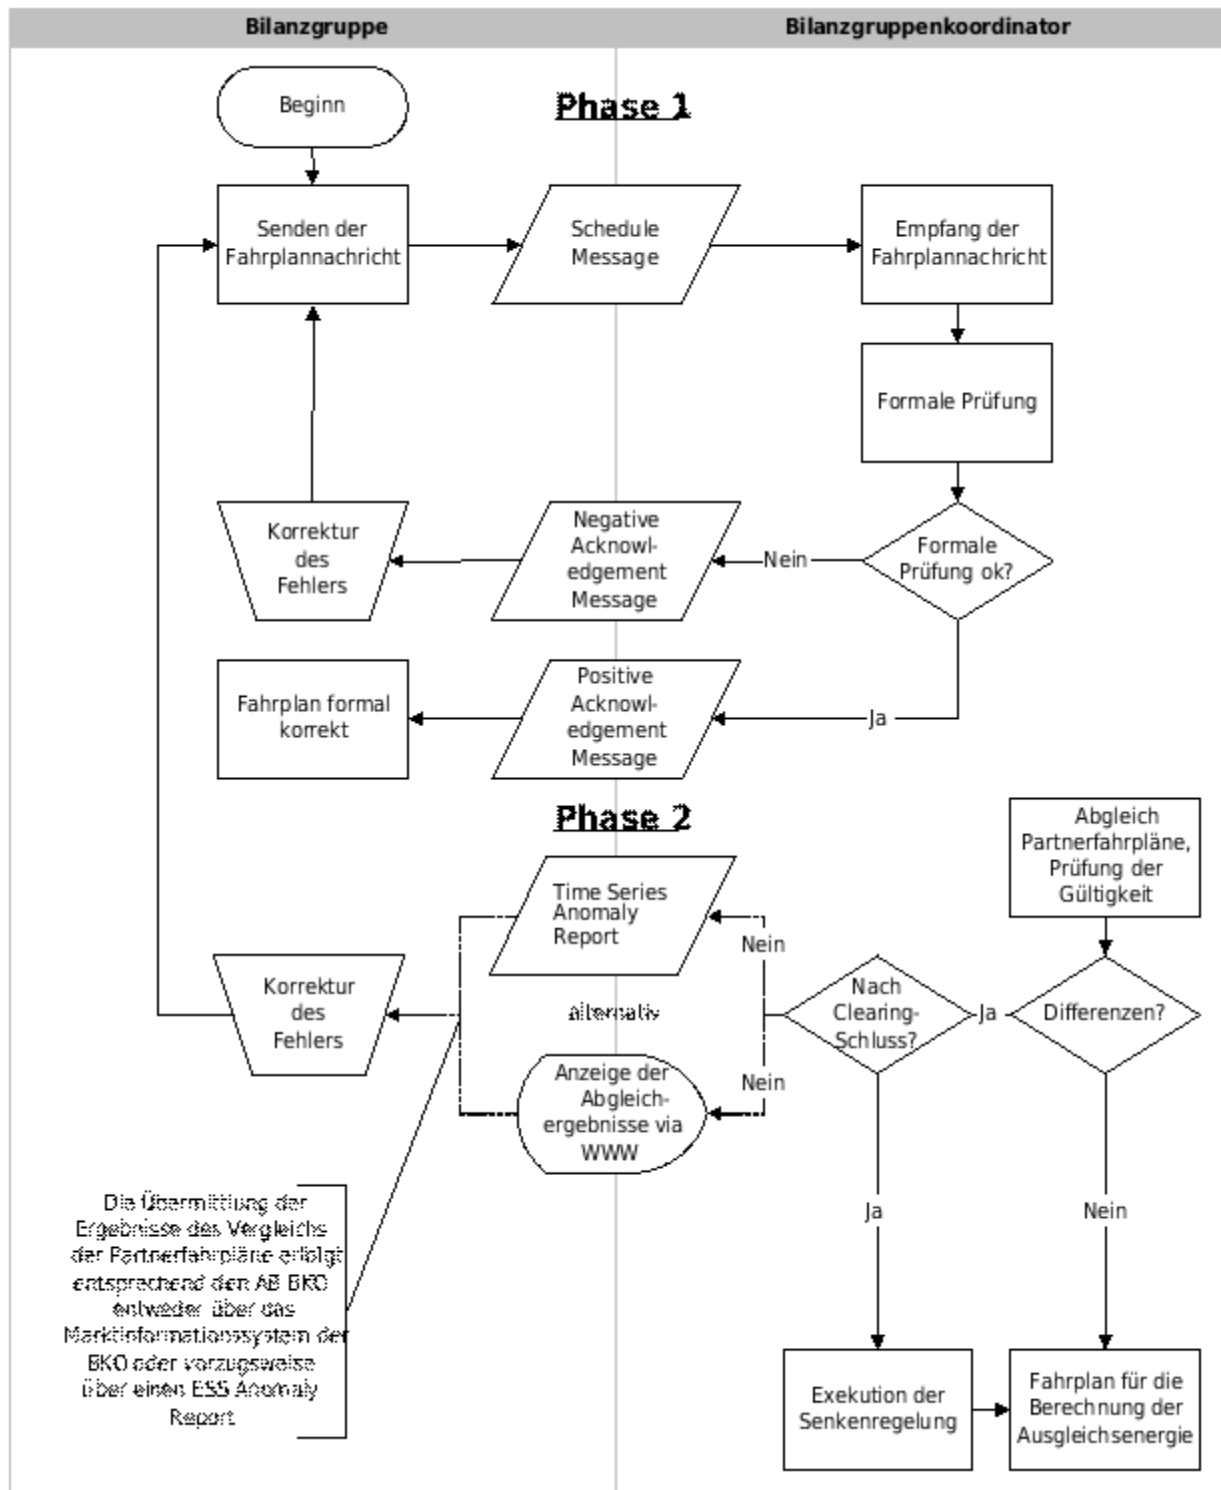 Bilanzgruppe
Bilanzgruppenkoordinator
Phase 1
Beginn
Senden der
Fahrplannachricht
Schedule
Message
Empfang der
Fahrplannachricht
Formale Prüfung
Korrektur
des
Fehlers
Negative
Acknowl-
edgement
Message
Nein
Formale
Prüfung ok?
Fahrplan formal
korrekt
Positive
Acknowl-
edgement
Message
Ja
Phase 2
Abgleich
Partnerfahrpläne,
Prüfung der
Gültigkeit
Time Series
Anomaly
Report
Nein
Korrektur
des
Fehlers
alternativ
Nach
Clearing-
Schluss?
Ja
Differenzen?
Anzeige der
Abgleich-
ergebnisse via
WWW
Nein
Die Übermittlung der
Ergebnisse des Vergleichs
der Partnerfahrpläne erfolgt
entsprechend den AB BKO
entweder über das
Marktinformationssystem der
BKO oder vorzugsweise
über einen ESS Anomaly
Report
Ja
Nein
Exekution der
Senkenregelung
Fahrplan für die
Berechnung der
Ausgleichsenergie